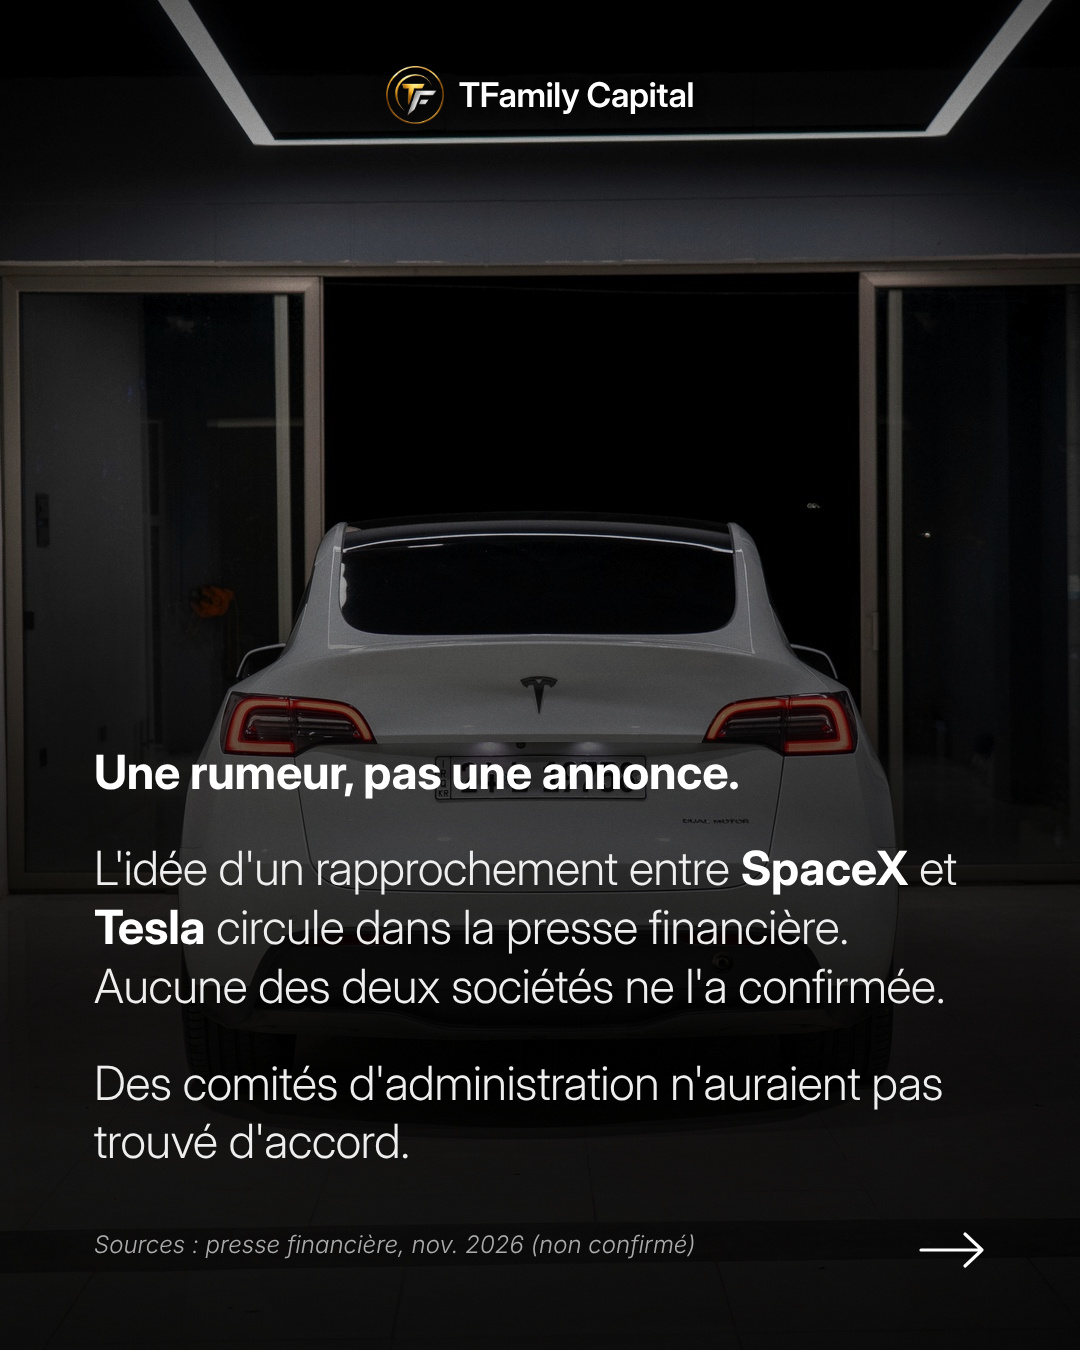 TFamily Capital
DUAL MOTOR
Une rumeur, pas une annonce.
L'idée d'un rapprochement entre SpaceX et
Tesla circule dans la presse financière.
Aucune des deux sociétés ne l'a confirmée.
Des comités d'administration n'auraient pas
trouvé d'accord.
Sources : presse financière, nov. 2026 (non confirmé)